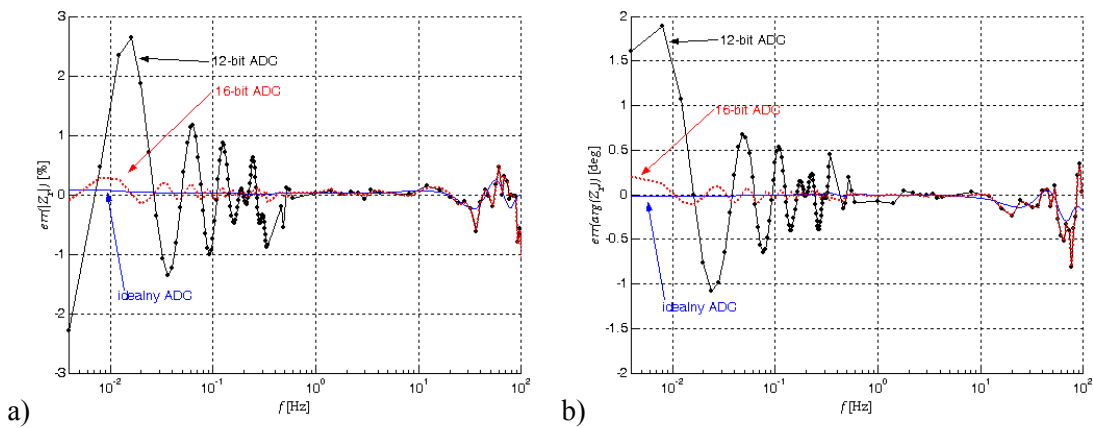 3
2
1
0
-1
-2
-3
err(|Z_x|) [%]
12-bit ADC
16-bit ADC
idealny ADC
10^-2
10^-1
10^0
10^1
10^2
f [Hz]
a)
2
1.5
1
0.5
0
-0.5
-1
-1.5
-2
err(arg(Z_x)) [deg]
12-bit ADC
16-bit ADC
idealny ADC
10^-2
10^-1
10^0
10^1
10^2
f [Hz]
b)